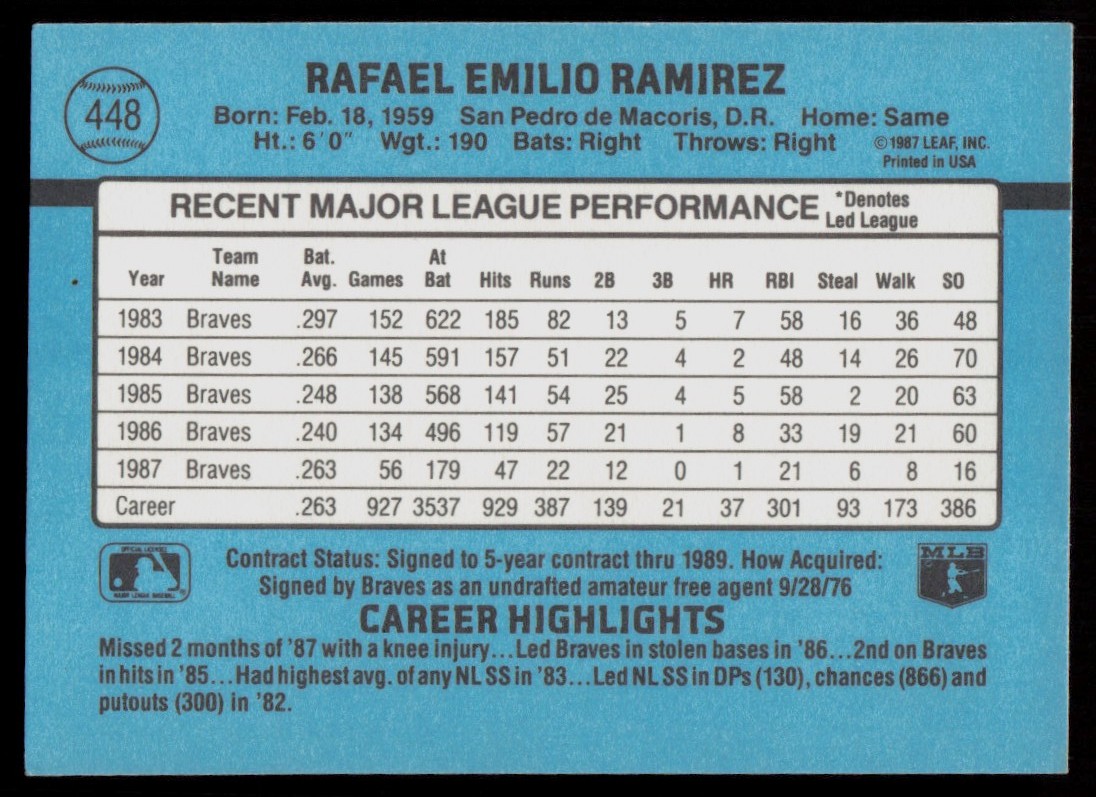 448
RAFAEL EMILIO RAMIREZ
Born: Feb. 18, 1959 San Pedro de Macoris, D.R. Home: Same
Ht.: 6'0" Wgt.: 190 Bats: Right Throws: Right
©1987 LEAF, INC.
Printed in USA
RECENT MAJOR LEAGUE PERFORMANCE
*Denotes
Led League
Year Team Name Bat. Avg. Games At Bat Hits Runs 2B 3B HR RBI Steal Walk SO
1983 Braves .297 152 622 185 82 13 5 7 58 16 36 48
1984 Braves .266 145 591 157 51 22 4 2 48 14 26 70
1985 Braves .248 138 568 141 54 25 4 5 58 2 20 63
1986 Braves .240 134 496 119 57 21 1 8 33 19 21 60
1987 Braves .263 56 179 47 22 12 0 1 21 6 8 16
Career .263 927 3537 929 387 139 21 37 301 93 173 386
OFFICIAL LICENSEE
MAJOR LEAGUE BASEBALL
MLB
Contract Status: Signed to 5-year contract thru 1989. How Acquired:
Signed by Braves as an undrafted amateur free agent 9/28/76
CAREER HIGHLIGHTS
Missed 2 months of '87 with a knee injury...Led Braves in stolen bases in '86...2nd on Braves
in hits in '85...Had highest avg. of any NL SS in '83...Led NL SS in DPs (130), chances (866) and
putouts (300) in '82.